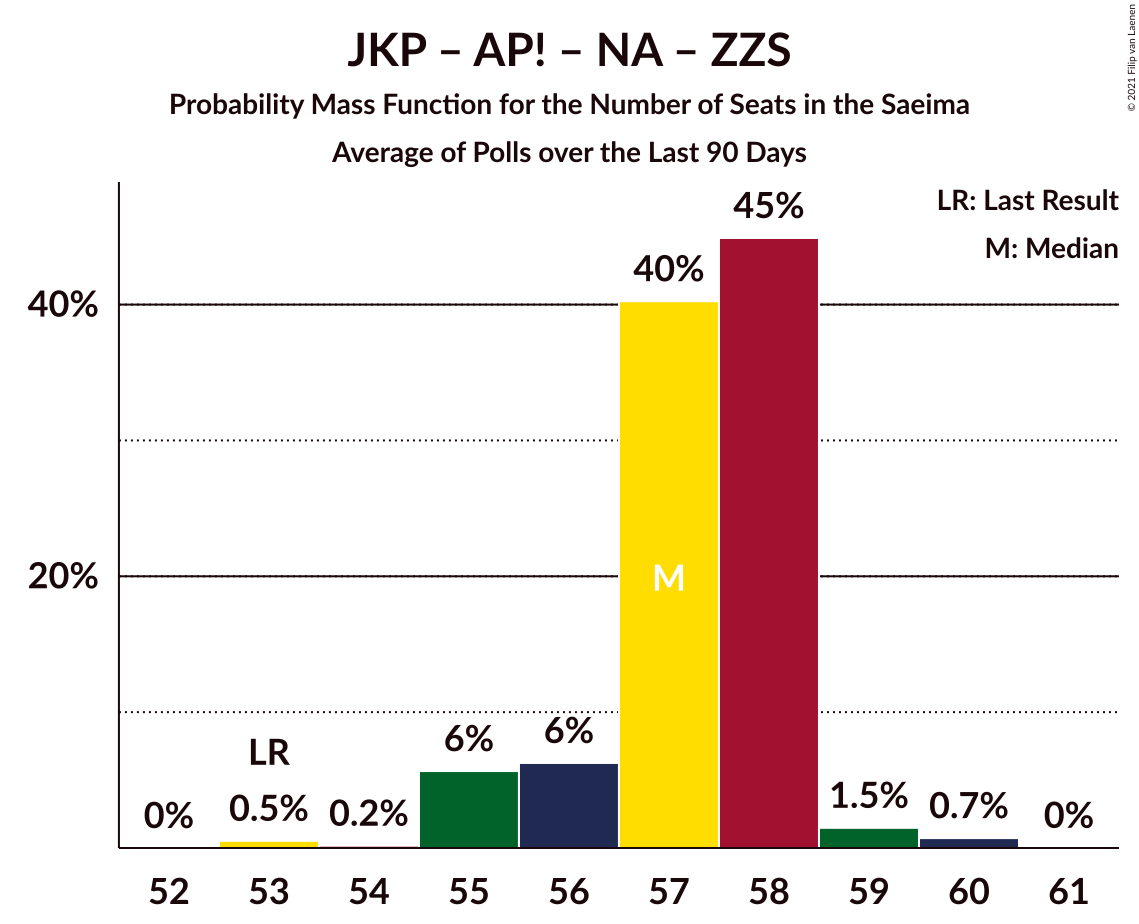 JKP – AP! – NA – ZZS
Probability Mass Function for the Number of Seats in the Saeima
Average of Polls over the Last 90 Days
© 2021 Filip van Laenen
LR: Last Result
M: Median
40%
20%
0%
LR
0.5%
0.2%
6%
6%
40%
M
45%
1.5%
0.7%
0%
52 53 54 55 56 57 58 59 60 61